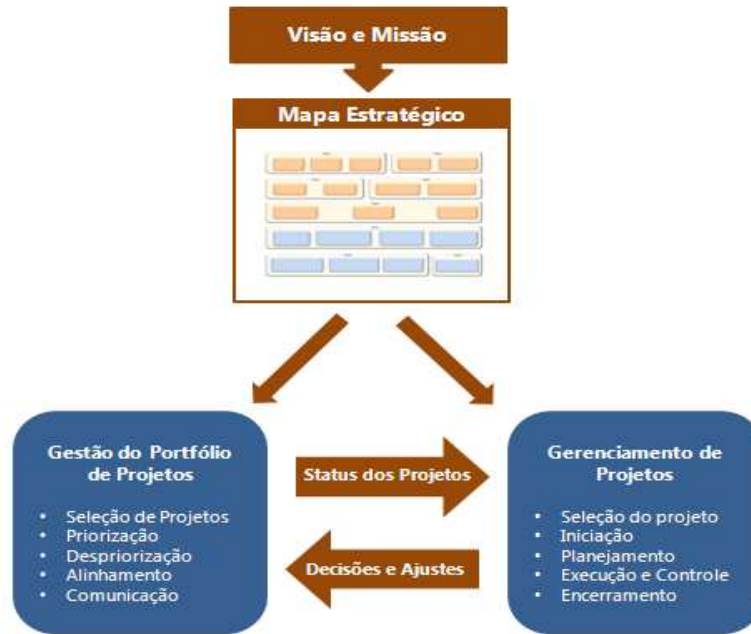 Visão e Missão
Mapa Estratégico
Gestão do Portfólio
de Projetos
• Seleção de Projetos
• Priorização
• Despriorização
• Alinhamento
• Comunicação
Status dos Projetos
Decisões e Ajustes
Gerenciamento de
Projetos
• Seleção do projeto
• Iniciação
• Planejamento
• Execução e Controle
• Encerramento